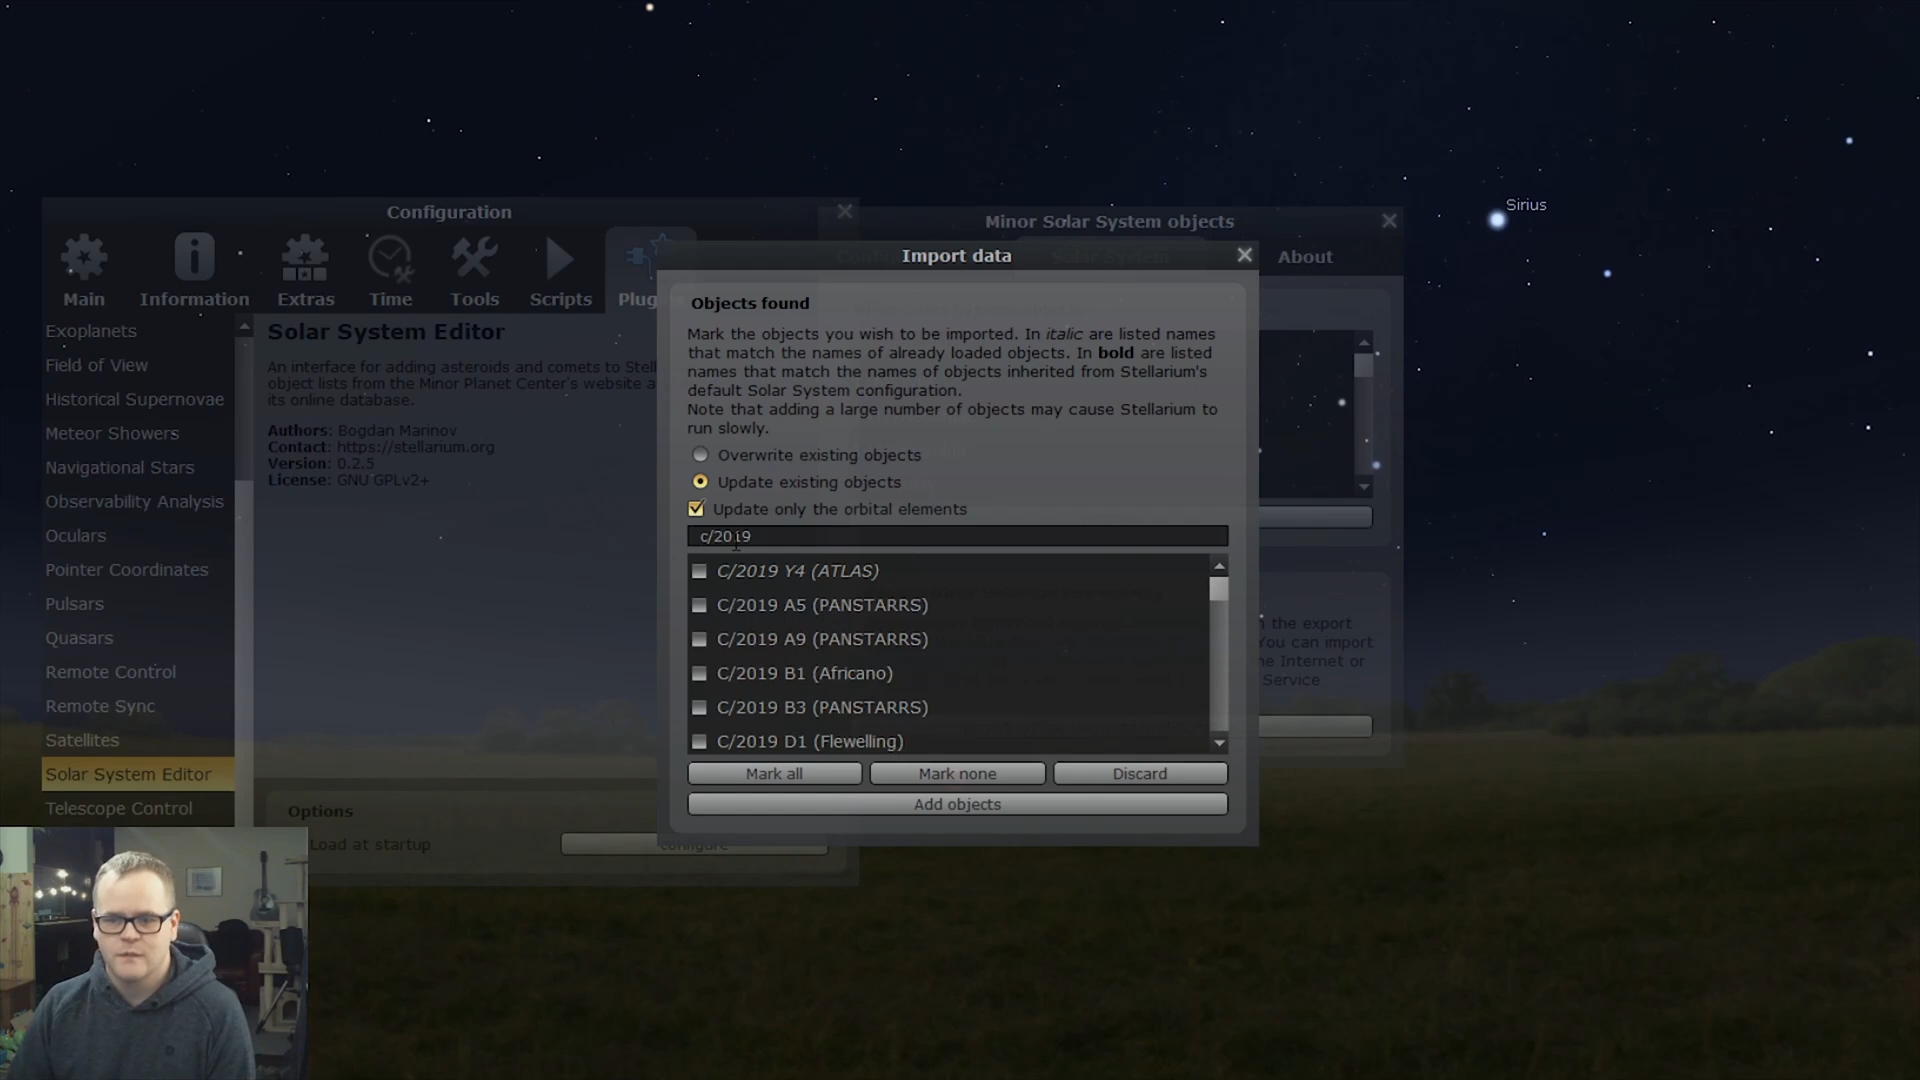 Sirius
Configuration
Main
Information
Extras
Time
Tools
Scripts
Exoplanets
Field of View
Historical Supernovae
Meteor Showers
Navigational Stars
Observability Analysis
Oculars
Pointer Coordinates
Pulsars
Quasars
Remote Control
Remote Sync
Satellites
Solar System Editor
Telescope Control
Solar System Editor
An interface for adding asteroids and comets to
object lists from the Minor Planet Center's website
its online database.
Authors: Bogdan Marinov
Contact: https://stellarium.org
Version: 0.2.5
License: GNU GPLv2+
Options
Load at startup
configure
Minor Solar System objects
Solar System
About
the export
You can import
Internet or
Service
Import data
Objects found
Mark the objects you wish to be imported. In italic are listed names
that match the names of already loaded objects. In bold are listed
names that match the names of objects inherited from Stellarium's
default Solar System configuration.
Note that adding a large number of objects may cause Stellarium to
run slowly.
Overwrite existing objects
Update existing objects
Update only the orbital elements
c/2019
C/2019 Y4 (ATLAS)
C/2019 A5 (PANSTARRS)
C/2019 A9 (PANSTARRS)
C/2019 B1 (Africano)
C/2019 B3 (PANSTARRS)
C/2019 D1 (Flewelling)
Mark all
Mark none
Discard
Add objects